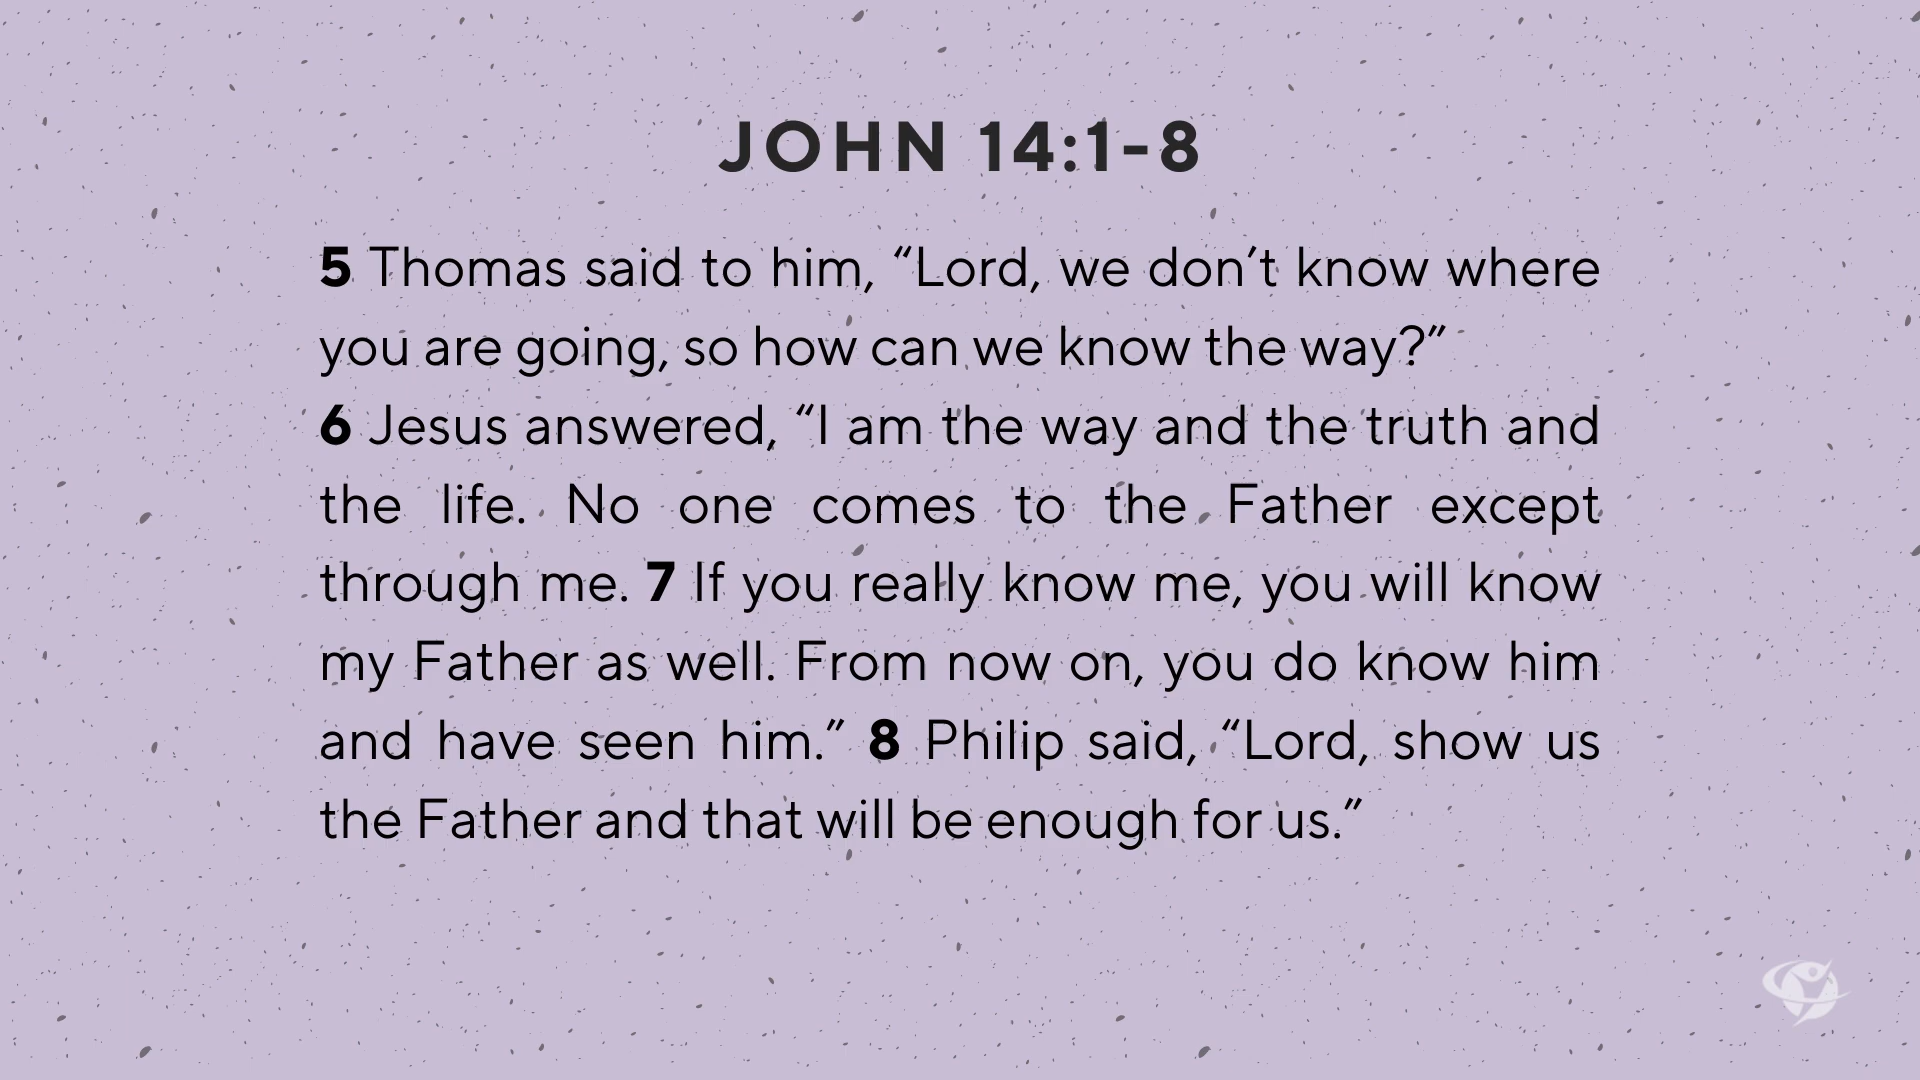 JOHN 14:1-8
5 Thomas said to him, “Lord, we don’t know where
you are going, so how can we know the way?”
6 Jesus answered, “I am the way and the truth and
the life. No one comes to the Father except
through me. 7 If you really know me, you will know
my Father as well. From now on, you do know him
and have seen him.” 8 Philip said, “Lord, show us
the Father and that will be enough for us.”